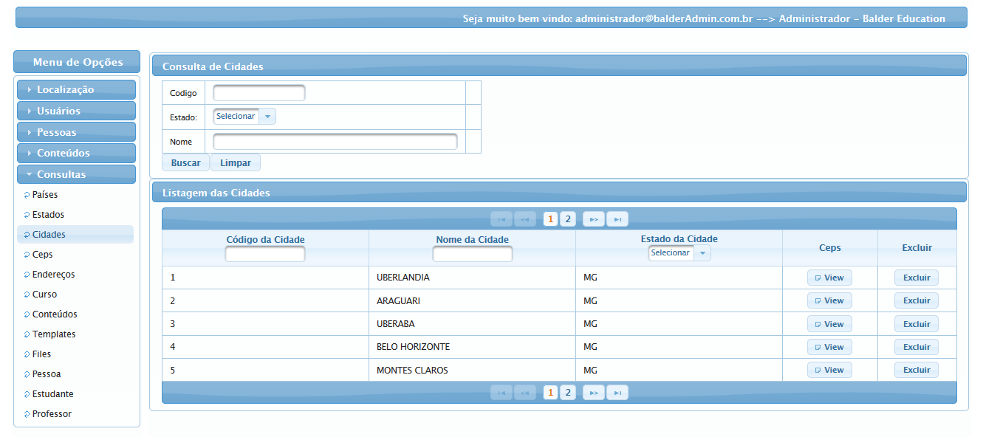 Seja muito bem vindo: administrador@balderAdmin.com.br --> Administrador - Balder Education
Menu de Opções
Localização
Usuários
Pessoas
Conteúdos
Consultas
Países
Estados
Cidades
Ceps
Endereços
Curso
Conteúdos
Templates
Files
Pessoa
Estudante
Professor
Consulta de Cidades
Codigo
Estado: Selecionar
Nome
Buscar Limpar
Listagem das Cidades
1 2
Código da Cidade Nome da Cidade Estado da Cidade Selecionar Ceps Excluir
1 UBERLANDIA MG View Excluir
2 ARAGUARI MG View Excluir
3 UBERABA MG View Excluir
4 BELO HORIZONTE MG View Excluir
5 MONTES CLAROS MG View Excluir
1 2